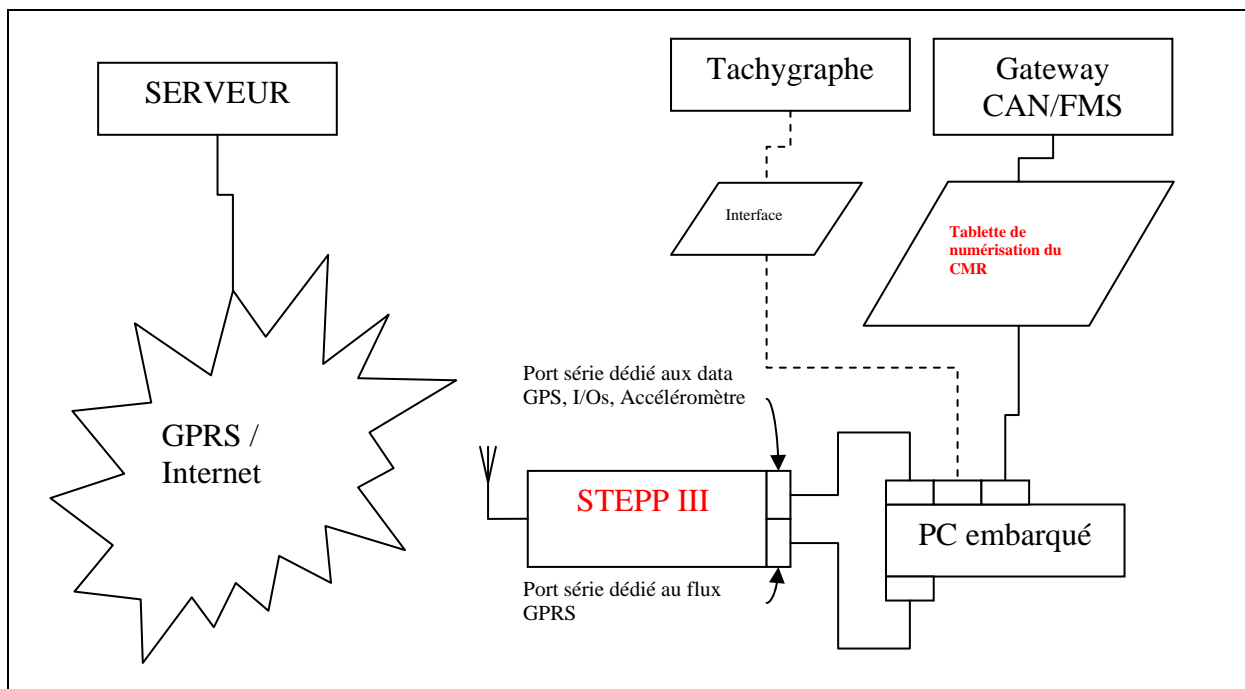 SERVEUR
Tachygraphe
Gateway
CAN/FMS
Interface
Tablette de
numérisation du
CMR
Port série dédié aux data
GPS, I/Os, Accéléromètre
GPRS /
Internet
STEPP III
PC embarqué
Port série dédié au flux
GPRS